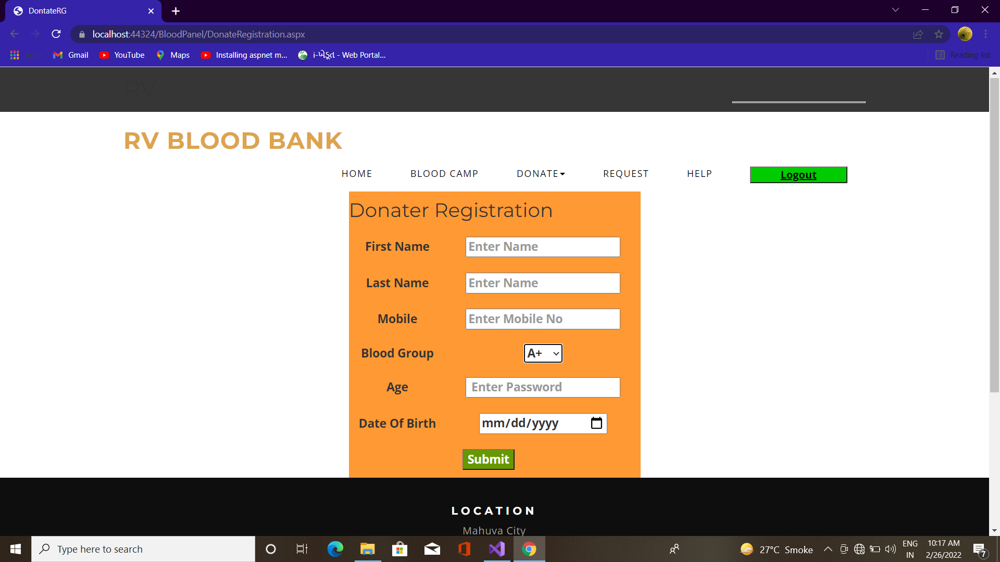 DontateRG
localhost:44324/BloodPanel/DonateRegistration.aspx
Apps
Gmail
YouTube
Maps
Installing aspnet m...
i-ખેડૂત - Web Portal...
Reading list
RV
RV BLOOD BANK
HOME
BLOOD CAMP
DONATE
REQUEST
HELP
Logout
Donater Registration
First Name
Enter Name
Last Name
Enter Name
Mobile
Enter Mobile No
Blood Group
A+
Age
Enter Password
Date Of Birth
mm/dd/yyyy
Submit
LOCATION
Mahuva City
Type here to search
27°C Smoke
ENG
IN
10:17 AM
2/26/2022
7